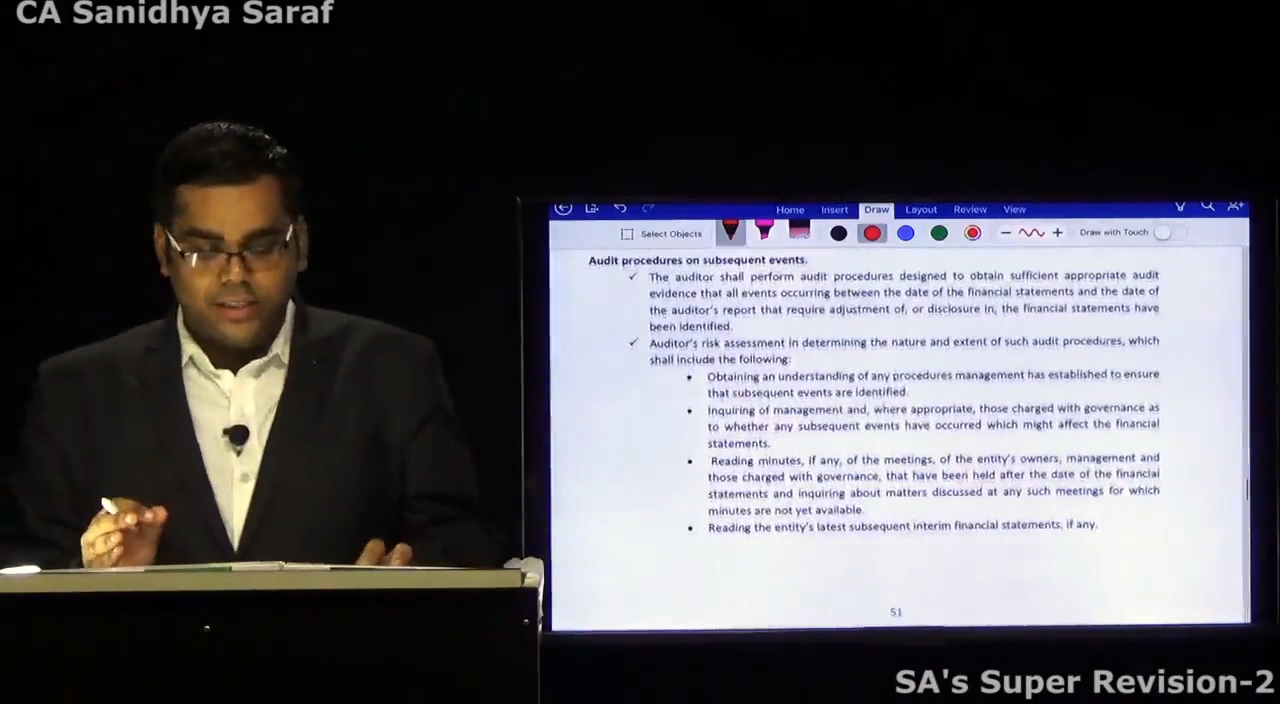 CA Sanidhya Saraf
Home Insert Draw Layout Review View
Select Objects
Draw with Touch
Audit procedures on subsequent events.
The auditor shall perform audit procedures designed to obtain sufficient appropriate audit
evidence that all events occurring between the date of the financial statements and the date of
the auditor's report that require adjustment of, or disclosure in, the financial statements have
been identified.
Auditor's risk assessment in determining the nature and extent of such audit procedures, which
shall include the following:
Obtaining an understanding of any procedures management has established to ensure
that subsequent events are identified.
Inquiring of management and, where appropriate, those charged with governance as
to whether any subsequent events have occurred which might affect the financial
statements.
Reading minutes, if any, of the meetings, of the entity's owners, management and
those charged with governance, that have been held after the date of the financial
statements and inquiring about matters discussed at any such meetings for which
minutes are not yet available.
Reading the entity's latest subsequent interim financial statements, if any.
51
SA's Super Revision-2